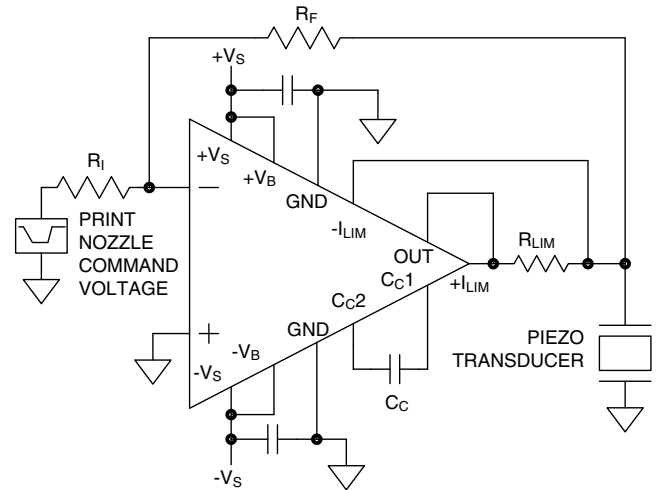 RF
+VS
RI
+VS
+VB
GND
-ILIM
PRINT
NOZZLE
COMMAND
VOLTAGE
−
OUT
RLIM
+ILIM
CC1
CC2
GND
+
-VB
-VS
CC
PIEZO
TRANSDUCER
-VS